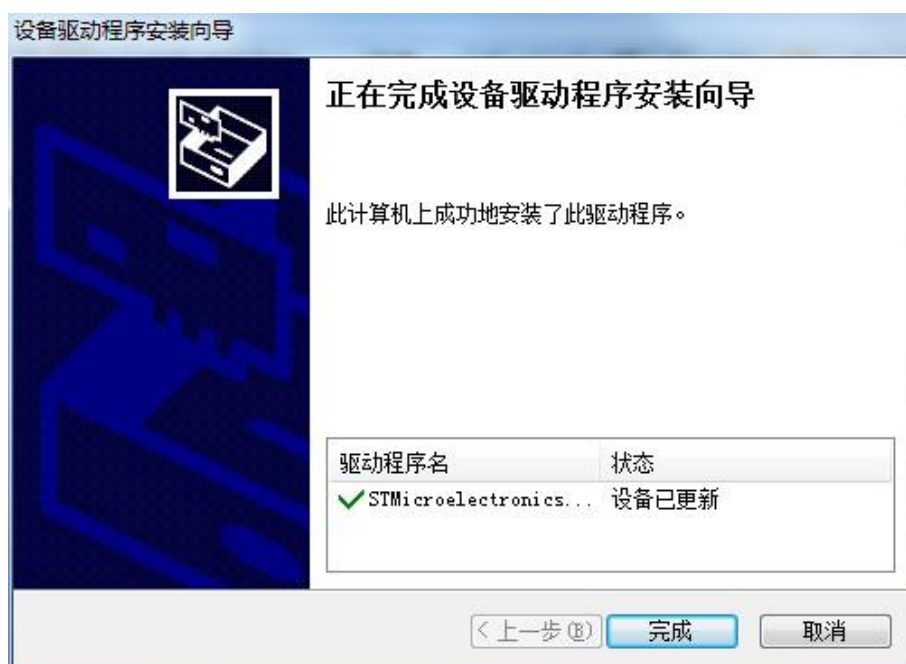 设备驱动程序安装向导
正在完成设备驱动程序安装向导
此计算机上成功地安装了此驱动程序。
驱动程序名 状态
STMicroelectronics... 设备已更新
< 上一步(B) 完成 取消